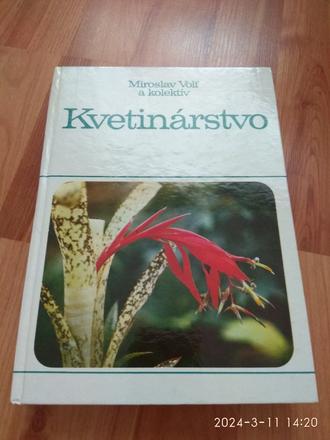 Miroslav Volf
a kolektív
Kvetinárstvo
2024-3-11 14:20